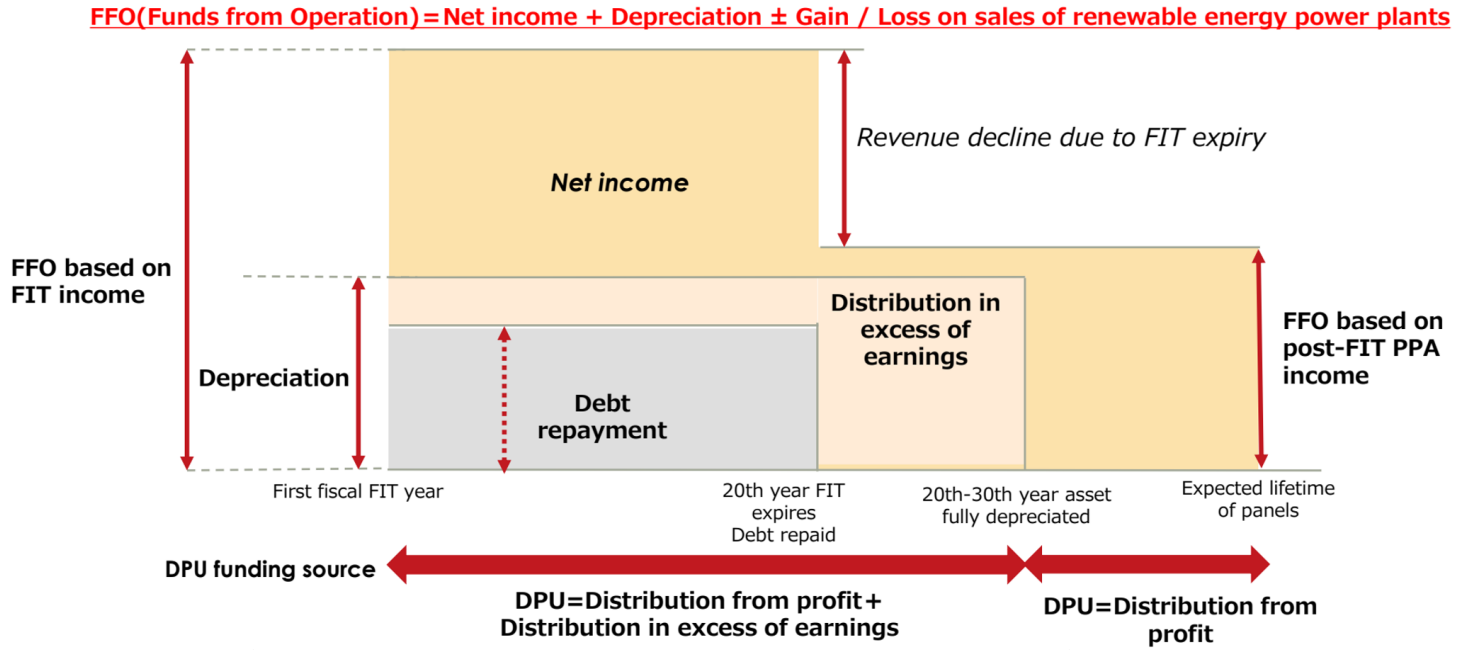 FFO(Funds from Operation)=Net income + Depreciation ± Gain / Loss on sales of renewable energy power plants
Revenue decline due to FIT expiry
Net income
FFO based on
FIT income
Distribution in
excess of
earnings
FFO based on
post-FIT PPA
income
Depreciation
Debt
repayment
First fiscal FIT year
20th year FIT
expires
Debt repaid
20th-30th year asset
fully depreciated
Expected lifetime
of panels
DPU funding source
DPU=Distribution from profit+
Distribution in excess of earnings
DPU=Distribution from
profit